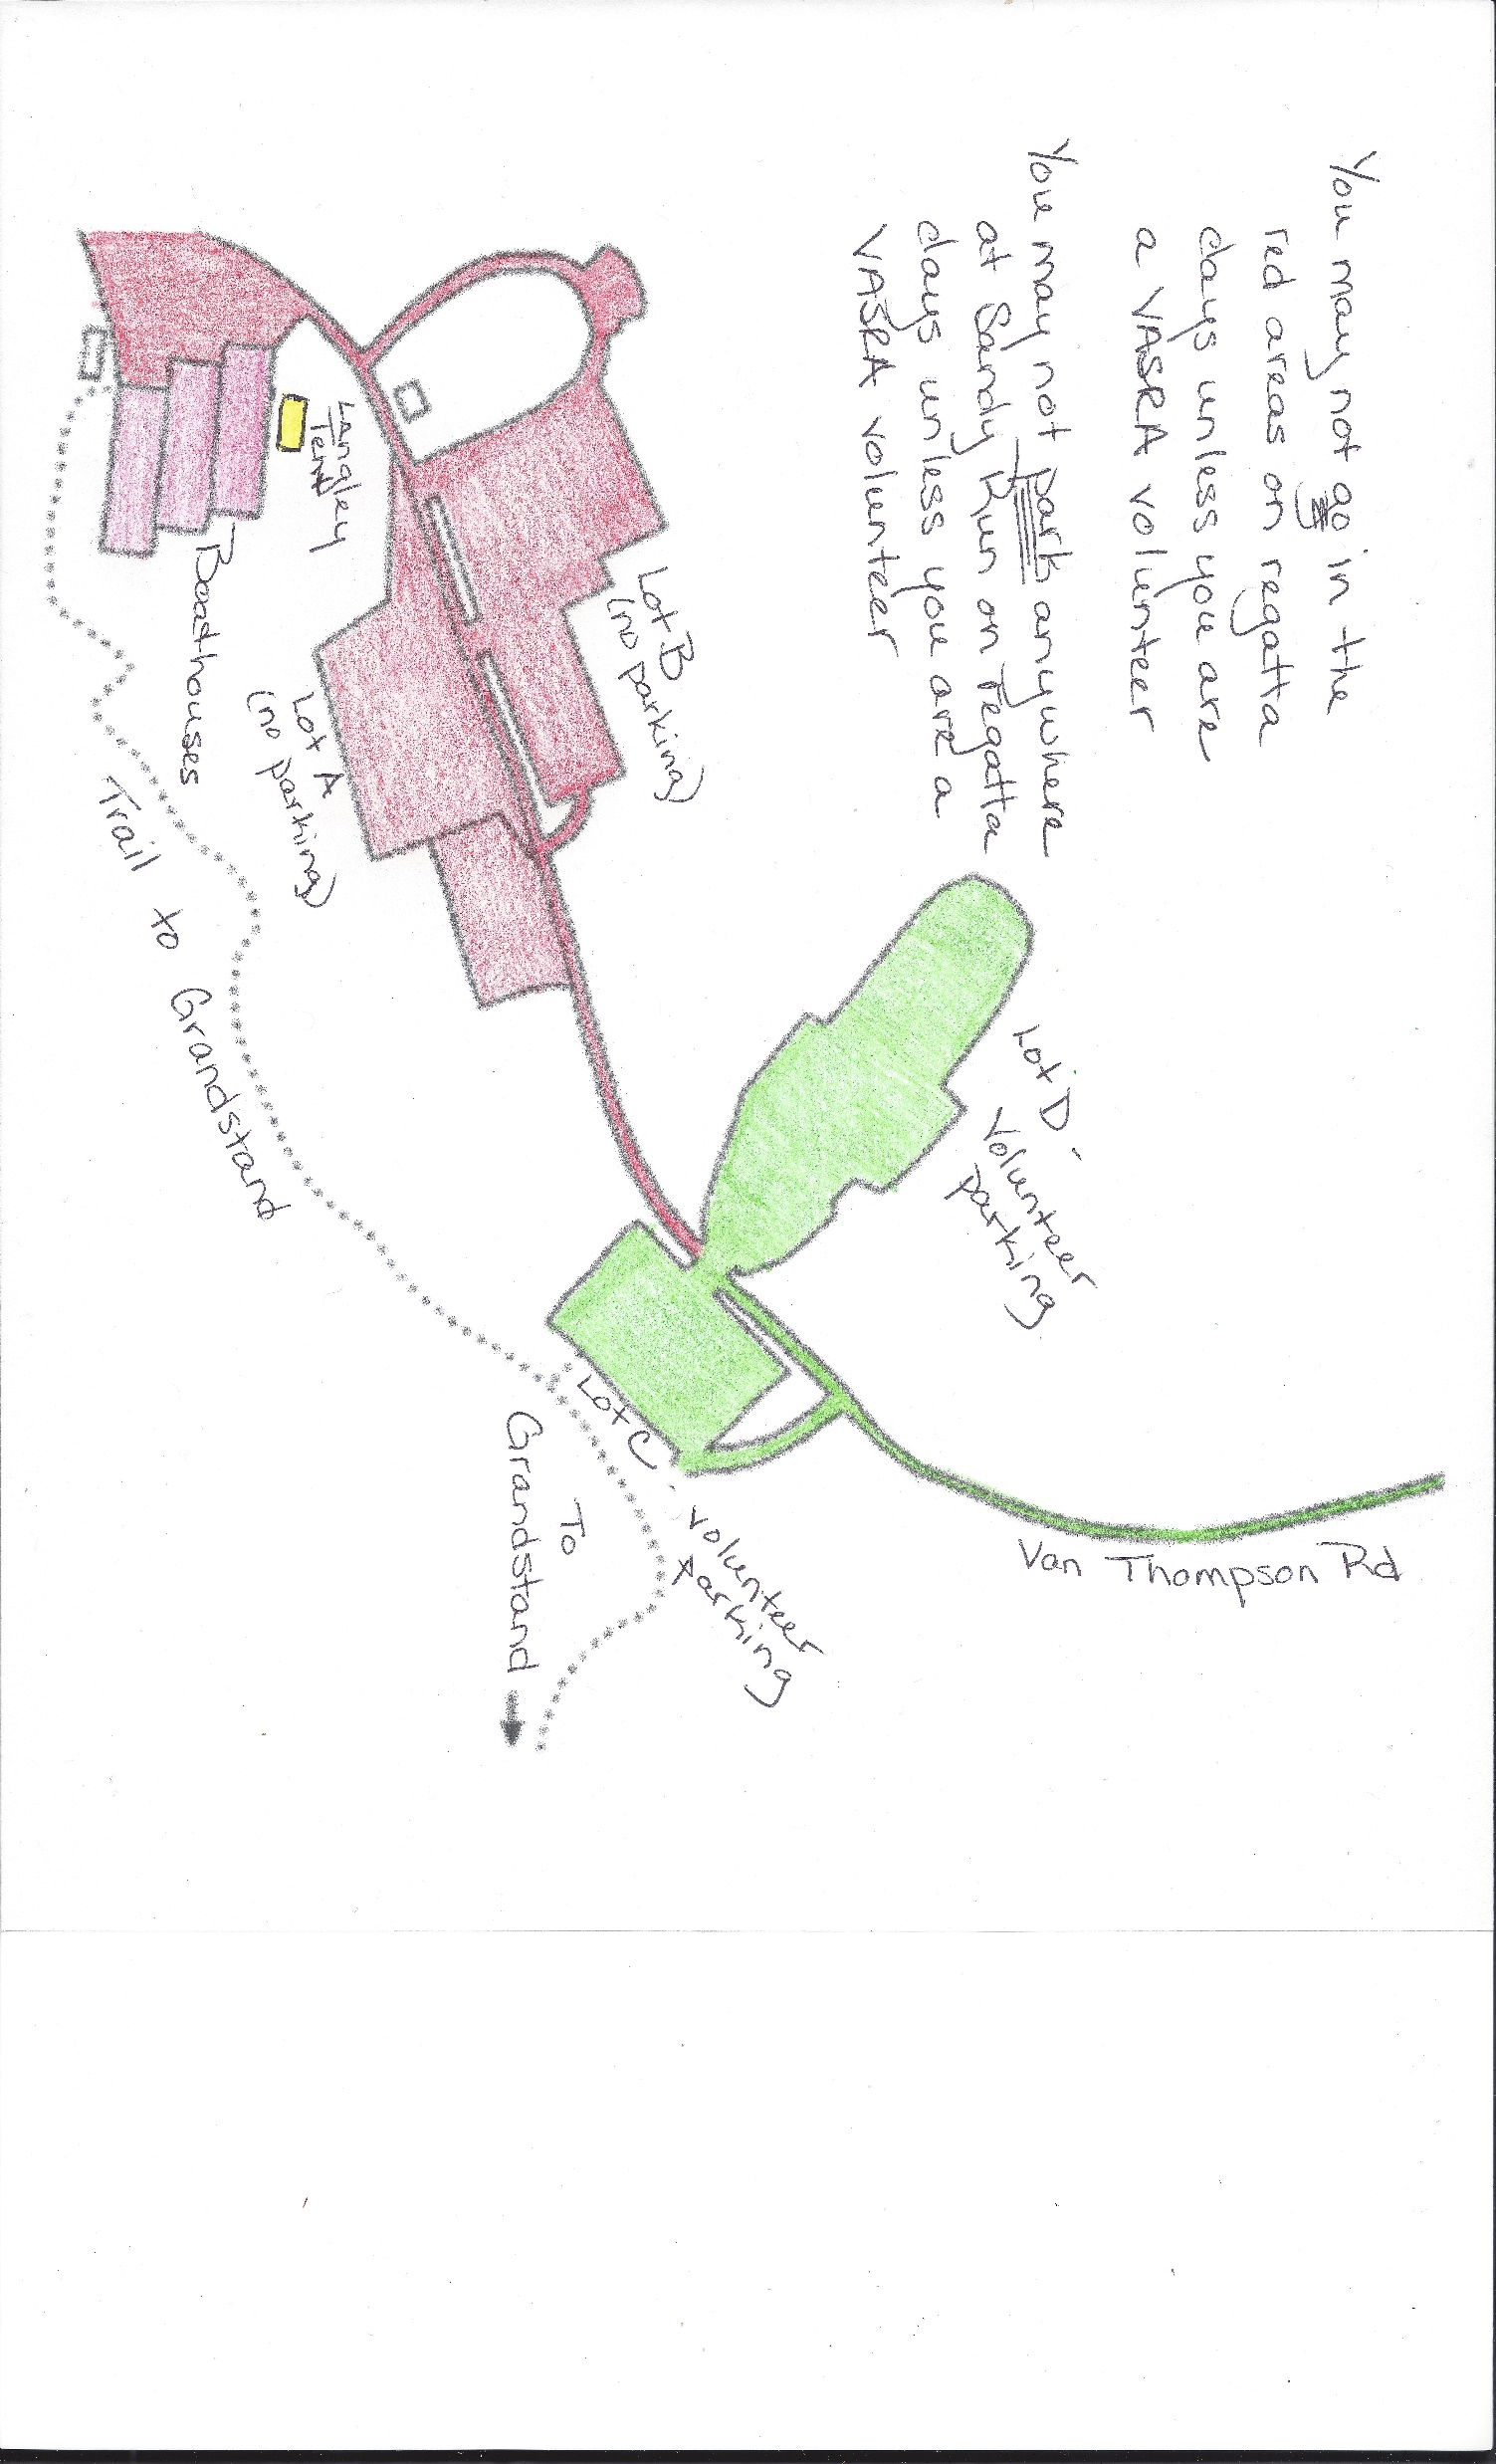 You may not go in the
red areas on regatta
days unless you are
a VASRA volunteer
You may not park anywhere
at Sandy Run on regatta
days unless you are a
VASRA volunteer
Lot B
(no parking)
Langley
Tent
Boathouses
Lot A
(no parking)
Trail to Grandstand
Lot D -
volunteer
parking
Lot C - volunteer
parking
To
Grandstand
Van Thompson Rd